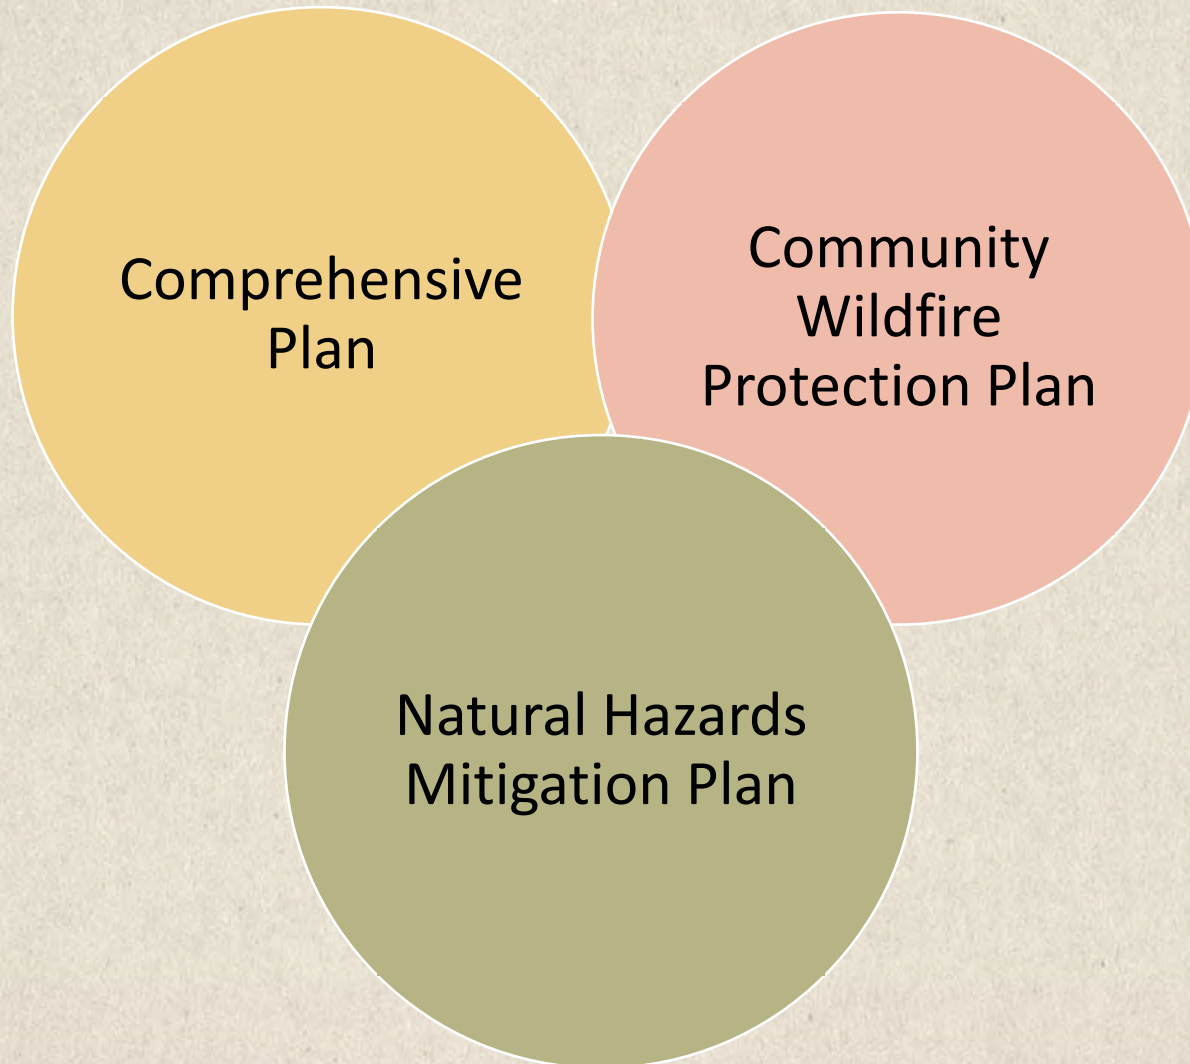 Comprehensive
Plan
Community
Wildfire
Protection Plan
Natural Hazards
Mitigation Plan